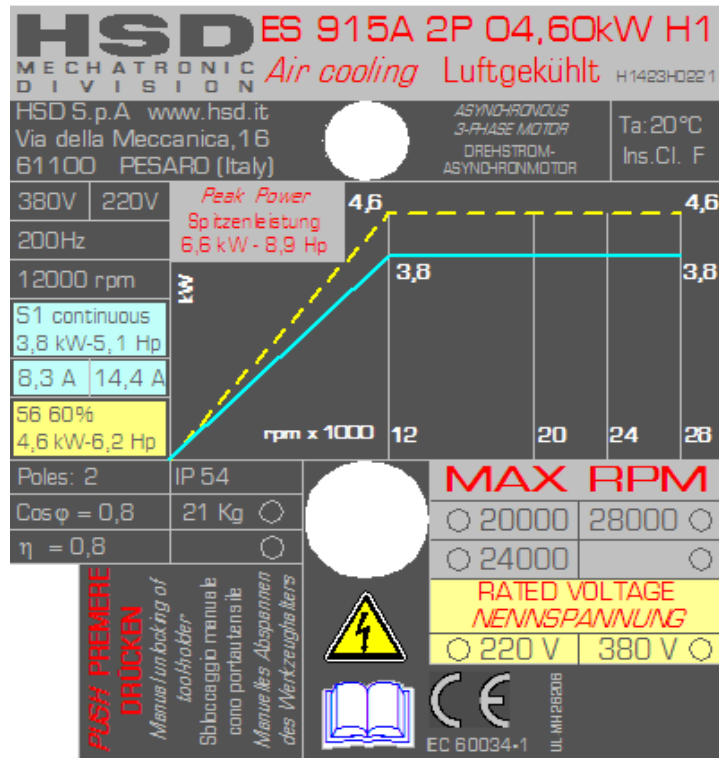 HSD
MECHATRONIC
DIVISION
ES 915A 2P 04,60kW H1
Air cooling Luftgekühlt H1423H0221
HSD S.p.A www.hsd.it
Via della Meccanica,16
61100 PESARO (Italy)
ASYNCHRONOUS
3-PHASE MOTOR
DREHSTROM-
ASYNCHRONMOTOR
Ta:20°C
Ins.Cl. F
380V 220V
200Hz
12000 rpm
S1 continuous
3,8 kW-5,1 Hp
8,3 A 14,4 A
S6 60%
4,6 kW-6,2 Hp
Peak Power
Spitzenleistung
6,6 kW - 8,9 Hp
4,6 4,6
3,8 3,8
kW
rpm x 1000 12 20 24 28
Poles: 2 IP 54
Cosφ = 0,8 21 Kg
η = 0,8
MAX RPM
20000 28000
24000
RATED VOLTAGE
NENNSPANNUNG
220 V 380 V
PUSH PREMERE
DRÜCKEN
Manual unlocking of
toolholder
Sbloccaggio manuale
cono portautensile
Manuelles Abspannen
des Werkzeughalters
CE
EC 60034-1
UL MH26206